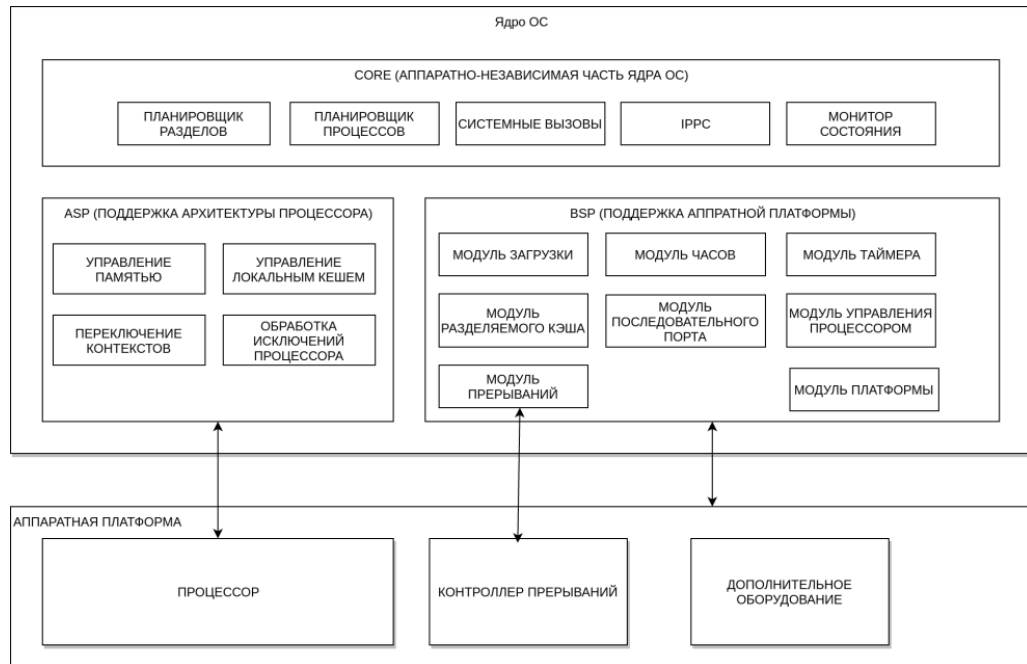 Ядро ОС
CORE (АППАРАТНО-НЕЗАВИСИМАЯ ЧАСТЬ ЯДРА ОС)
ПЛАНИРОВЩИК
РАЗДЕЛОВ
ПЛАНИРОВЩИК
ПРОЦЕССОВ
СИСТЕМНЫЕ ВЫЗОВЫ
IPPC
МОНИТОР
СОСТОЯНИЯ
ASP (ПОДДЕРЖКА АРХИТЕКТУРЫ ПРОЦЕССОРА)
УПРАВЛЕНИЕ
ПАМЯТЬЮ
УПРАВЛЕНИЕ
ЛОКАЛЬНЫМ КЕШЕМ
ПЕРЕКЛЮЧЕНИЕ
КОНТЕКСТОВ
ОБРАБОТКА
ИСКЛЮЧЕНИЙ
ПРОЦЕССОРА
BSP (ПОДДЕРЖКА АППРАТНОЙ ПЛАТФОРМЫ)
МОДУЛЬ ЗАГРУЗКИ
МОДУЛЬ ЧАСОВ
МОДУЛЬ ТАЙМЕРА
МОДУЛЬ
РАЗДЕЛЯЕМОГО КЭША
МОДУЛЬ
ПОСЛЕДОВАТЕЛЬНОГО
ПОРТА
МОДУЛЬ УПРАВЛЕНИЯ
ПРОЦЕССОРОМ
МОДУЛЬ
ПРЕРЫВАНИЙ
МОДУЛЬ ПЛАТФОРМЫ
АППАРАТНАЯ ПЛАТФОРМА
ПРОЦЕССОР
КОНТРОЛЛЕР ПРЕРЫВАНИЙ
ДОПОЛНИТЕЛЬНОЕ
ОБОРУДОВАНИЕ